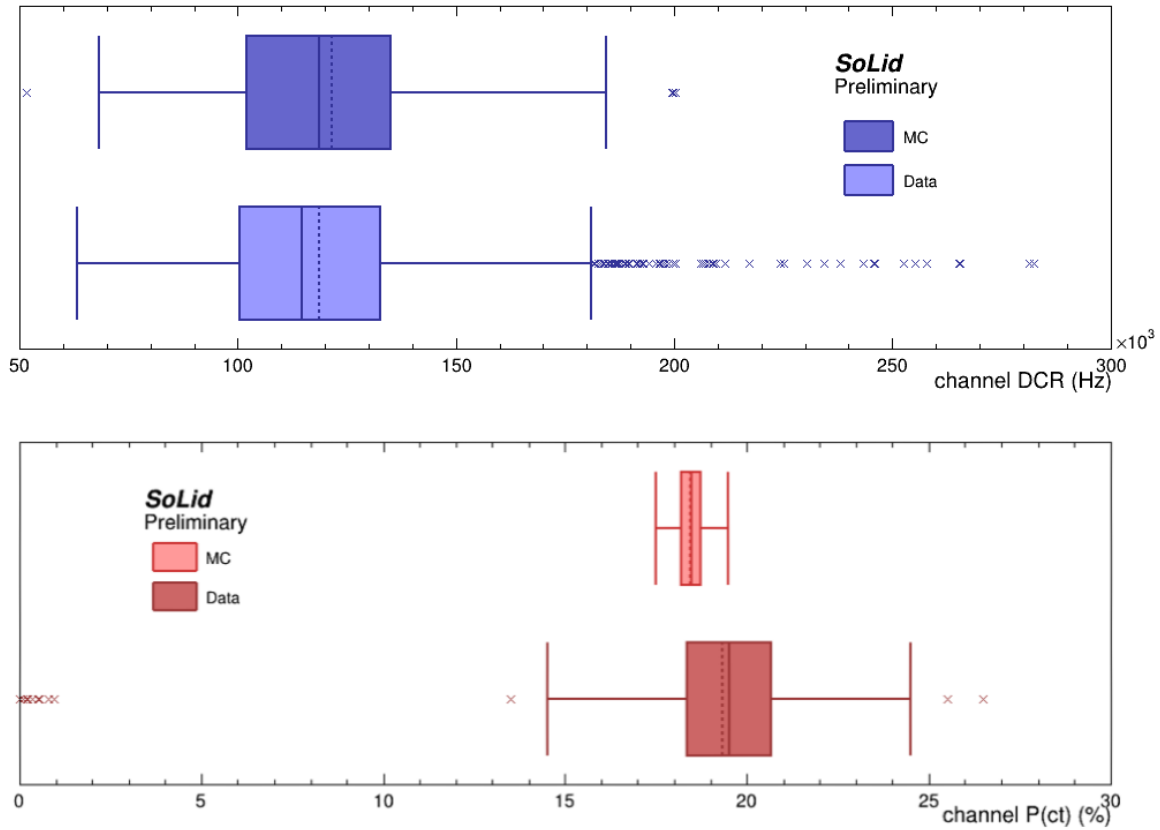 SoLid
Preliminary
MC
Data
50 100 150 200 250 300
×10³
channel DCR (Hz)
SoLid
Preliminary
MC
Data
0 5 10 15 20 25 30
channel P(ct) (%)